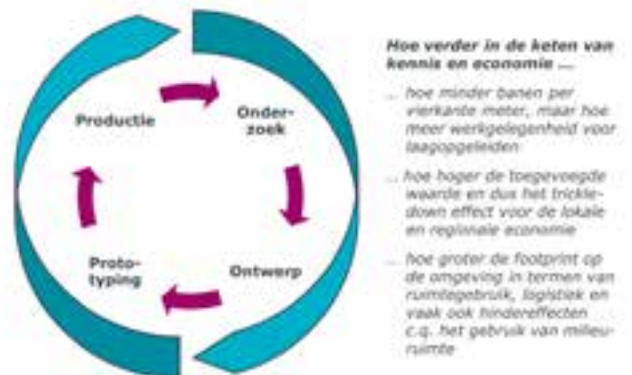 Productie
Onder-
zoek
Ontwerp
Proto-
typing
Hoe verder in de keten van
kennis en economie ...
... hoe minder banen per
vierkante meter, maar hoe
meer werkgelegenheid voor
laagopgeleiden
... hoe hoger de toegevoegde
waarde en dus het trickle-
down effect voor de lokale
en regionale economie
... hoe groter de footprint op
de omgeving in termen van
ruimtegebruik, logistiek en
vaak ook hindereffecten
c.q. het gebruik van milieu-
ruimte